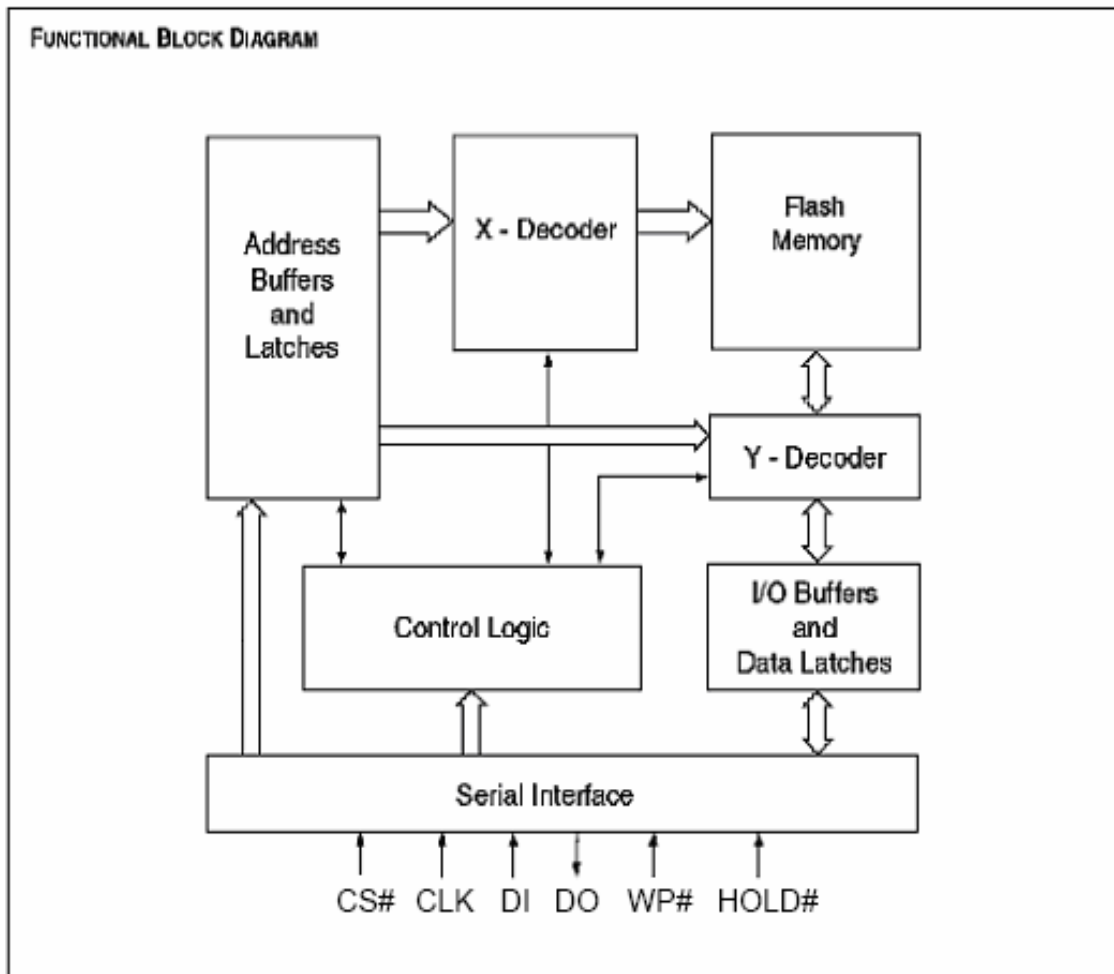 FUNCTIONAL BLOCK DIAGRAM
Address
Buffers
and
Latches
X - Decoder
Flash
Memory
Y - Decoder
Control Logic
I/O Buffers
and
Data Latches
Serial Interface
CS# CLK DI DO WP# HOLD#